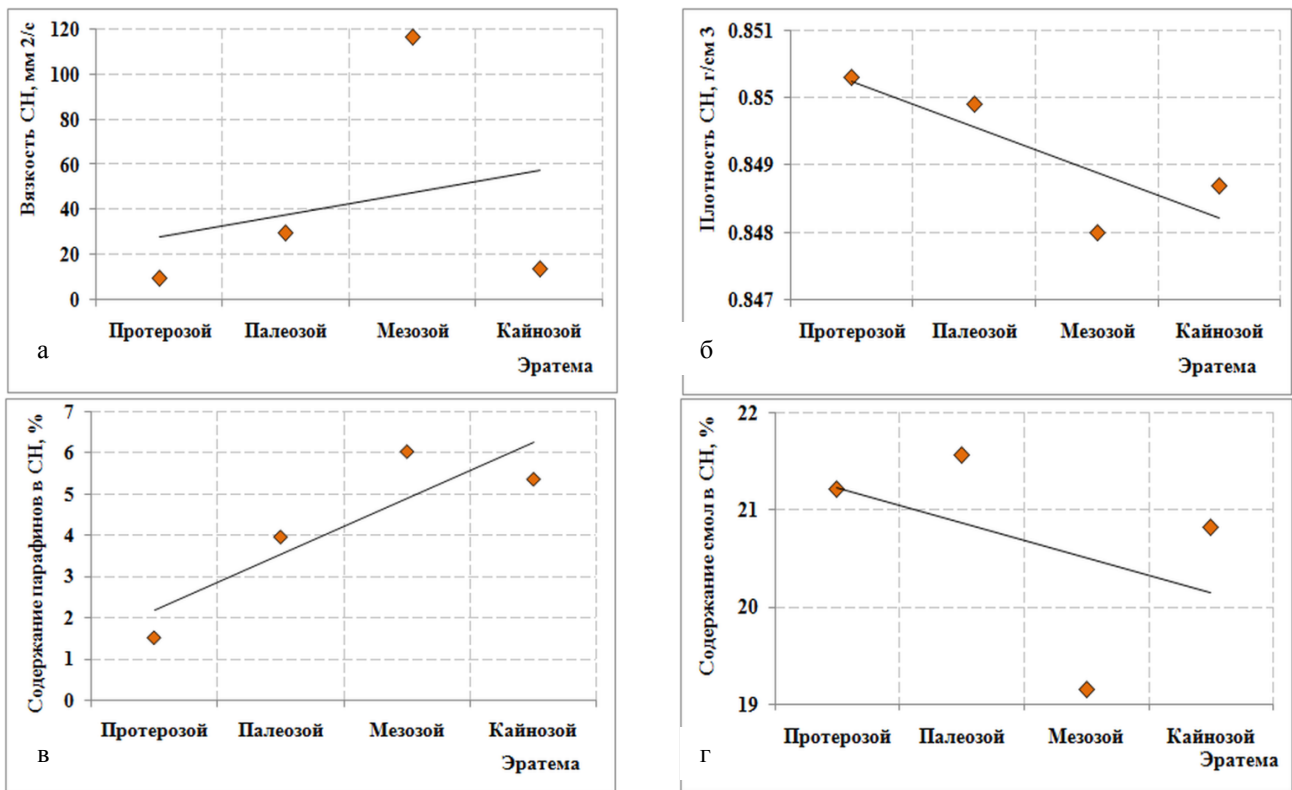 Вязкость СН, мм 2/с
120
100
80
60
40
20
0
Протерозой Палеозой Мезозой Кайнозой
Эратема
а
Плотность СН, г/см 3
0.851
0.85
0.849
0.848
0.847
Протерозой Палеозой Мезозой Кайнозой
Эратема
б
Содержание парафинов в СН, %
7
6
5
4
3
2
1
0
Протерозой Палеозой Мезозой Кайнозой
Эратема
в
Содержание смол в СН, %
22
21
20
19
Протерозой Палеозой Мезозой Кайнозой
Эратема
г